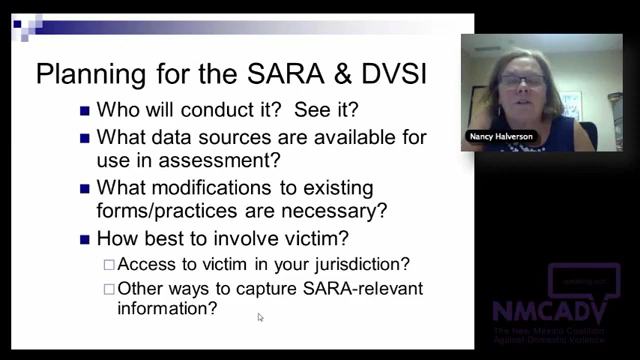 Planning for the SARA & DVSI
Who will conduct it? See it?
What data sources are available for
use in assessment?
What modifications to existing
forms/practices are necessary?
How best to involve victim?
Access to victim in your jurisdiction?
Other ways to capture SARA-relevant
information?
Nancy Halverson
speaking out
NMCADV
The New Mexico Coalition
Against Domestic Violence